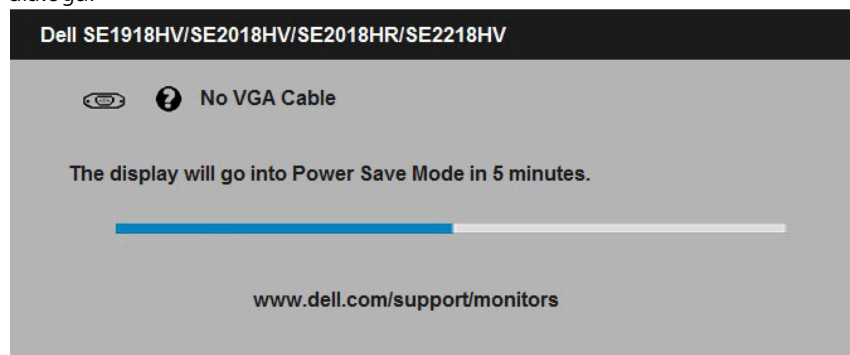 Dell SE1918HV/SE2018HV/SE2018HR/SE2218HV
No VGA Cable
The display will go into Power Save Mode in 5 minutes.
www.dell.com/support/monitors